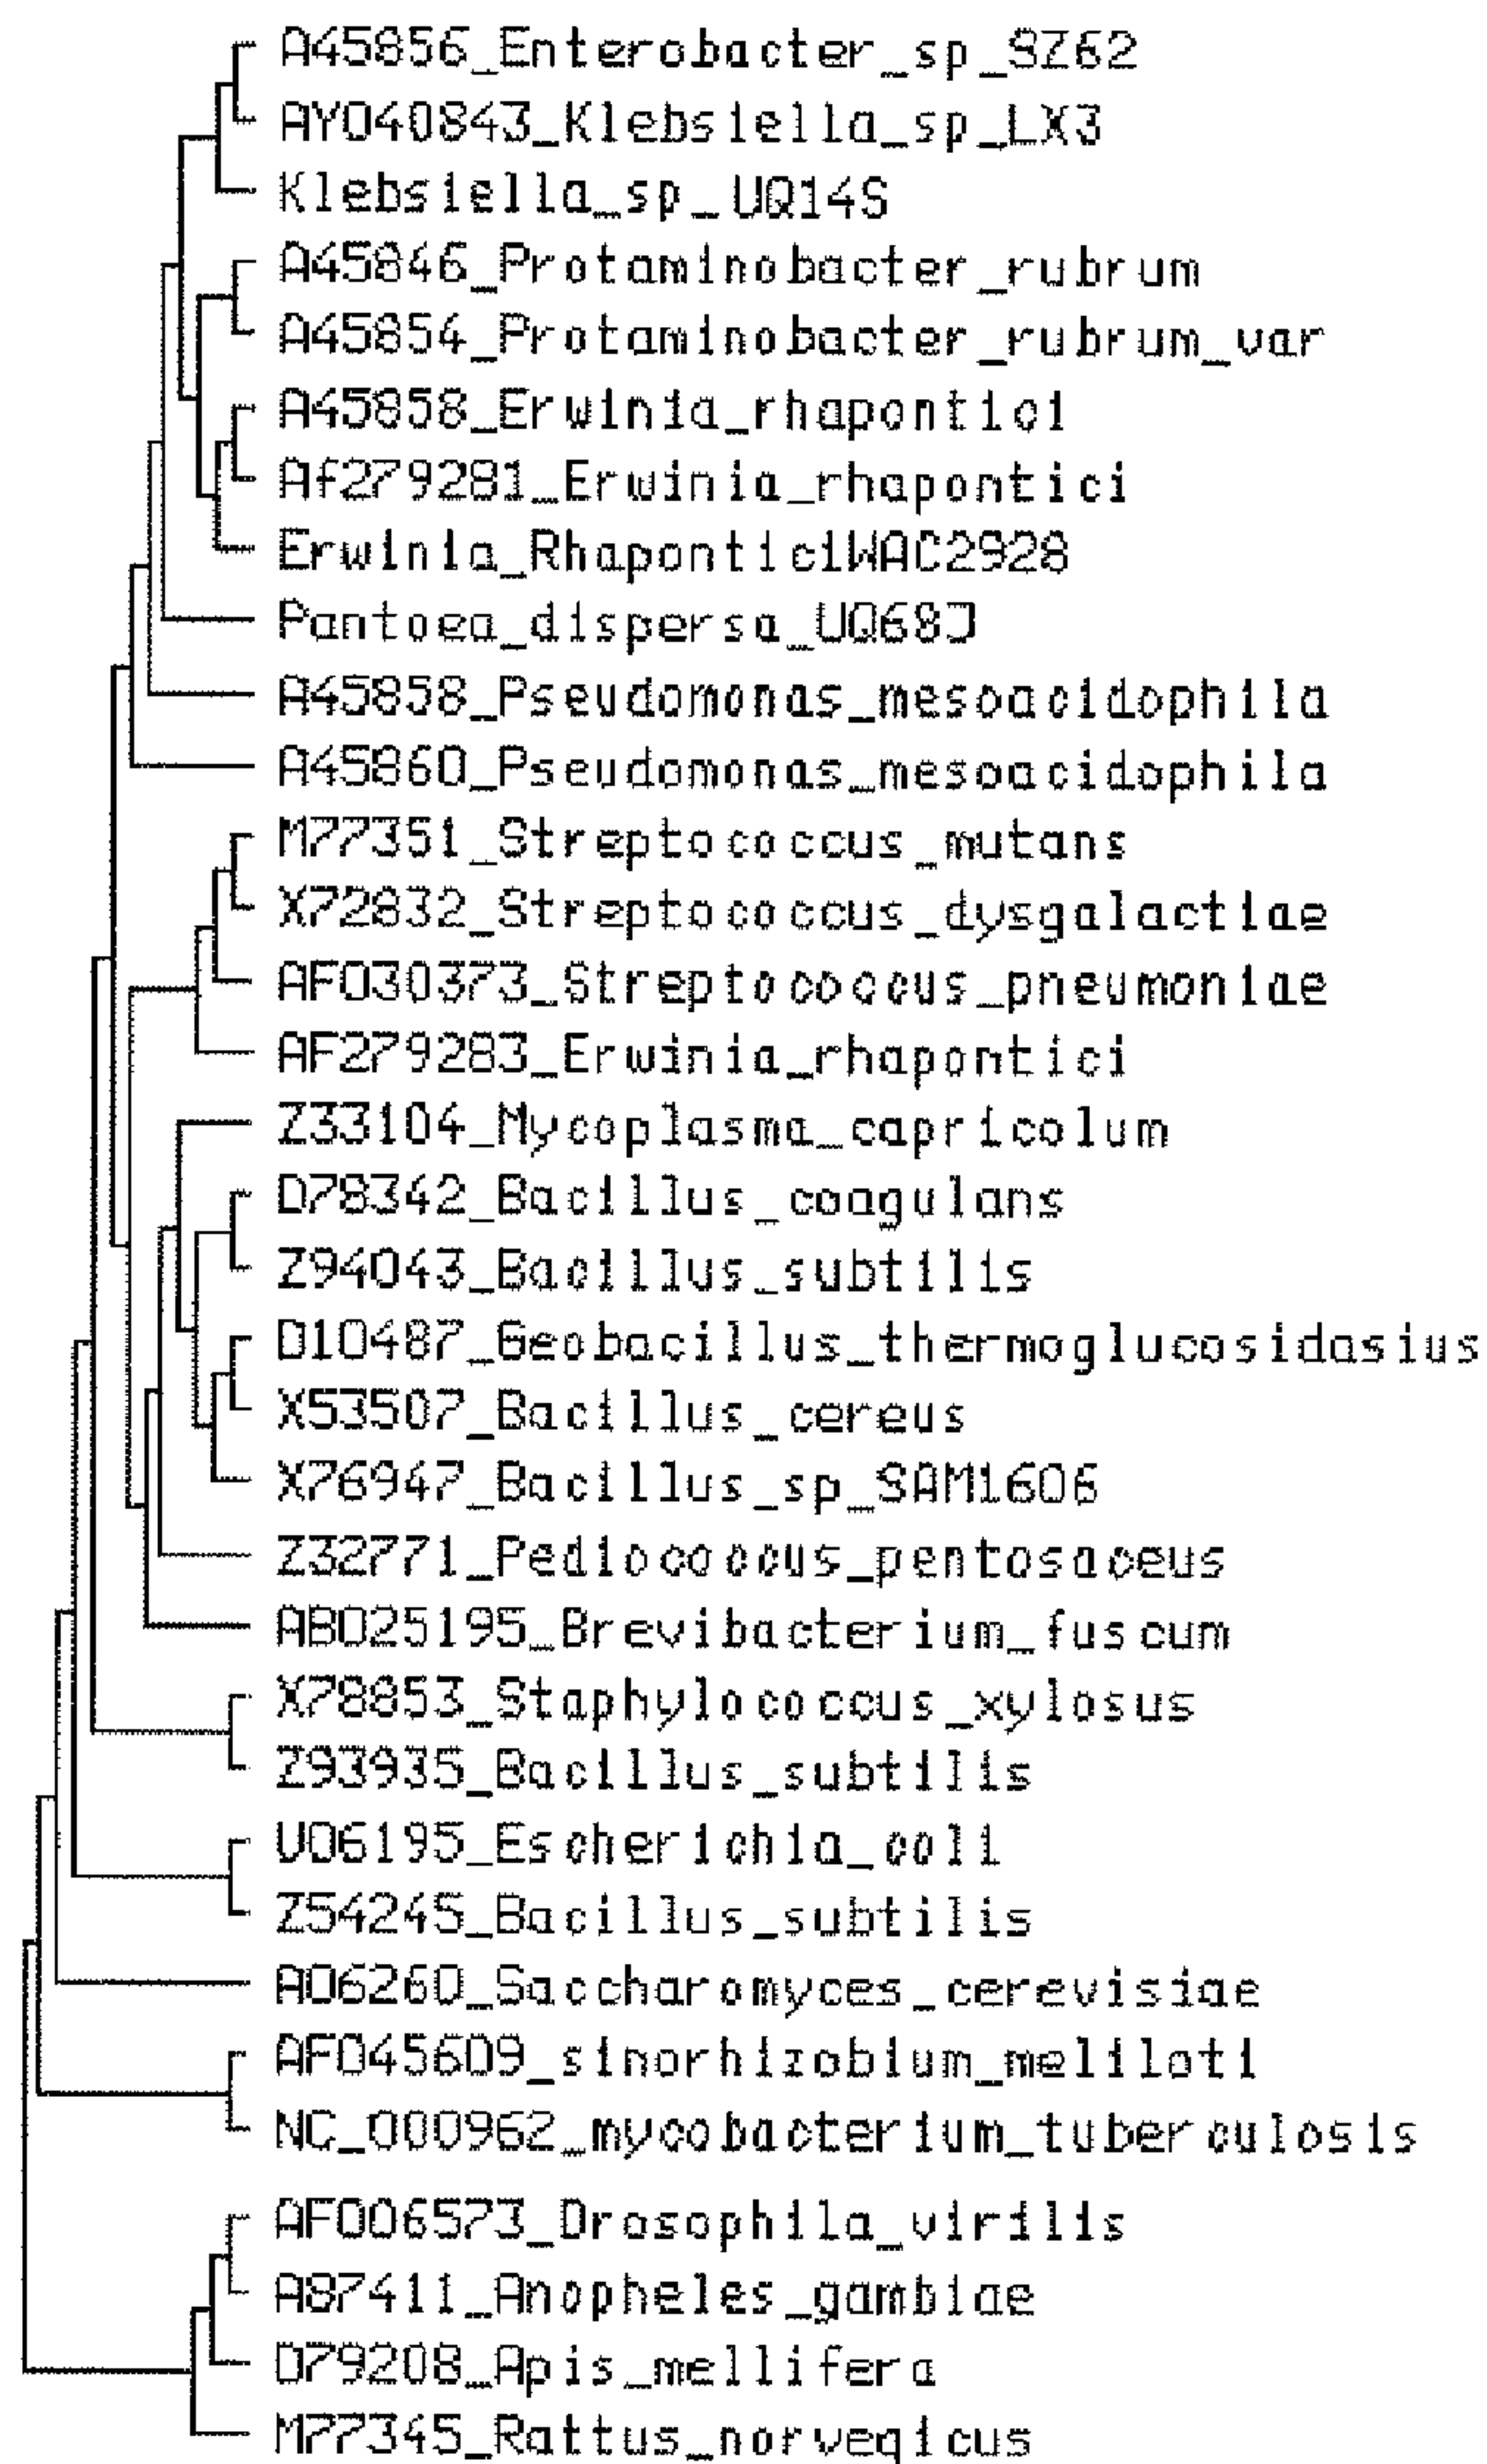 A45856_Enterobacter_sp_SZ62
AY040843_Klebsiella_sp_LX3
Klebsiella_sp_UQ14S
A45846_Protaminobacter_rubrum
A45854_Protaminobacter_rubrum_var
A45858_Erwinia_rhapontici
Af279281_Erwinia_rhapontici
Erwinia_RhaponticiWAC2928
Pantoea_dispersa_UQ68J
A45858_Pseudomonas_mesoacidophila
A45860_Pseudomonas_mesoacidophila
M77351_Streptococcus_mutans
X72832_Streptococcus_dysgalactiae
AF030373_Streptococcus_pneumoniae
AF279283_Erwinia_rhapontici
Z33104_Mycoplasma_capricolum
D78342_Bacillus_coagulans
Z94043_Bacillus_subtilis
D10487_Geobacillus_thermoglucosidasius
X53507_Bacillus_cereus
X76947_Bacillus_sp_SAM1606
Z32771_Pediococcus_pentosaceus
AB025195_Brevibacterium_fuscum
X78853_Staphylococcus_xylosus
Z93935_Bacillus_subtilis
U06195_Escherichia_coli
Z54245_Bacillus_subtilis
A06260_Saccharomyces_cerevisiae
AF045609_sinorhizobium_meliloti
NC_000962_mycobacterium_tuberculosis
AF006573_Drosophila_virilis
A87411_Anopheles_gambiae
D79208_Apis_mellifera
M77345_Rattus_norvegicus